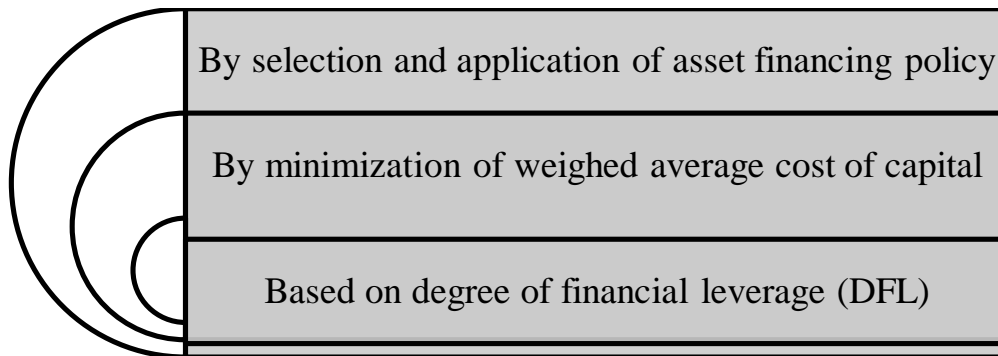 By selection and application of asset financing policy
By minimization of weighed average cost of capital
Based on degree of financial leverage (DFL)